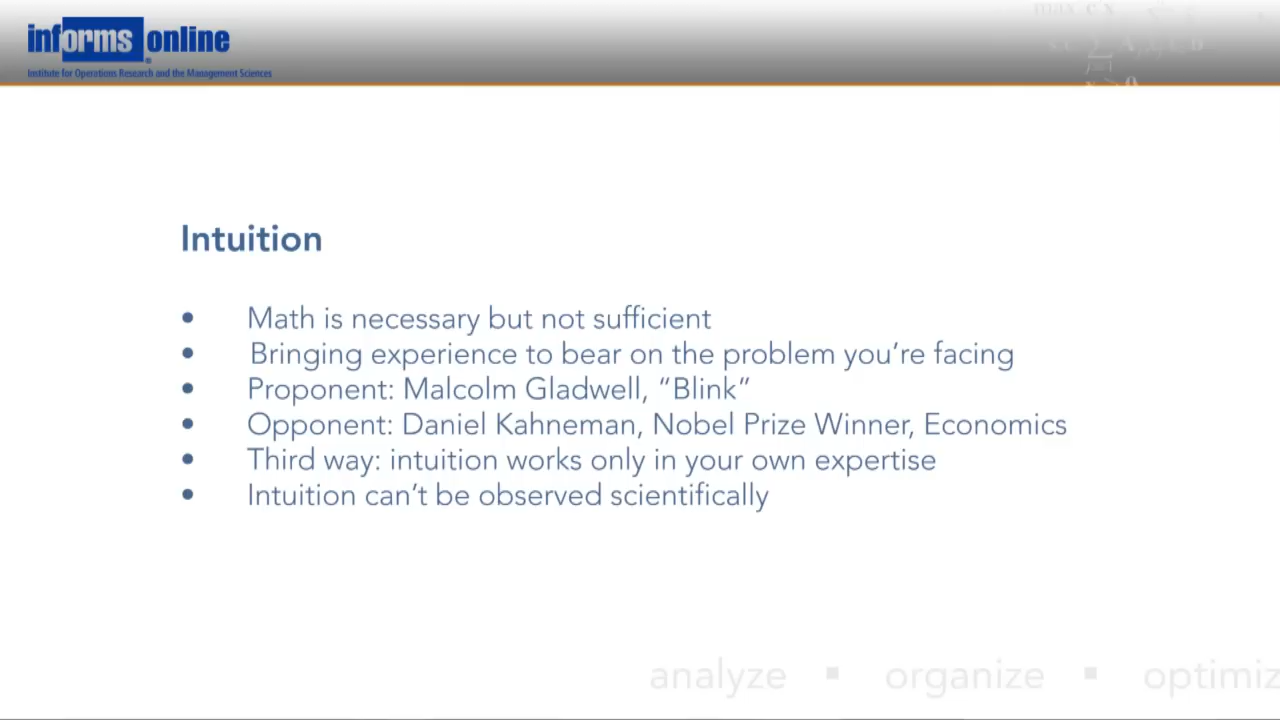 informs online
Institute for Operations Research and the Management Sciences
Intuition
• Math is necessary but not sufficient
• Bringing experience to bear on the problem you’re facing
• Proponent: Malcolm Gladwell, “Blink”
• Opponent: Daniel Kahneman, Nobel Prize Winner, Economics
• Third way: intuition works only in your own expertise
• Intuition can’t be observed scientifically
analyze ▪ organize ▪ optimiz